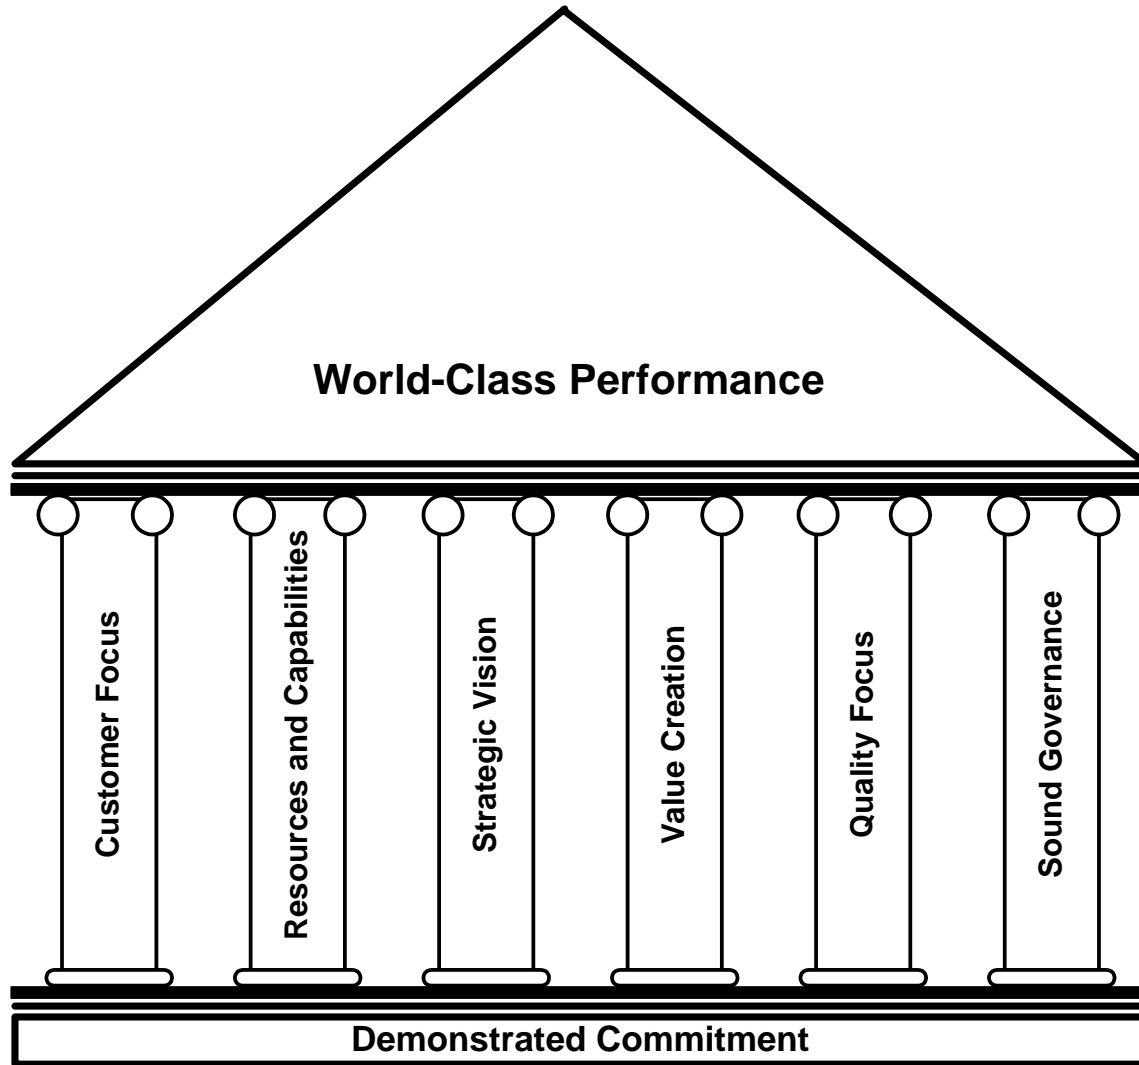 World-Class Performance
Customer Focus
Resources and Capabilities
Strategic Vision
Value Creation
Quality Focus
Sound Governance
Demonstrated Commitment